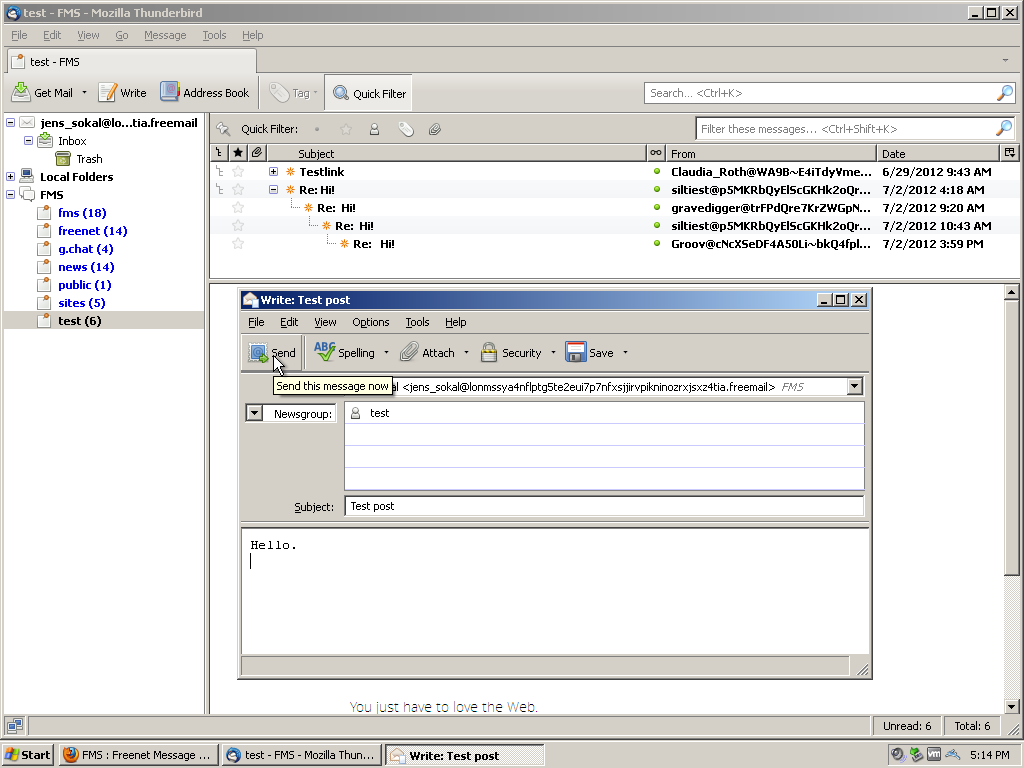 test - FMS - Mozilla Thunderbird
File Edit View Go Message Tools Help
test - FMS
Get Mail Write Address Book Tag Quick Filter Search... <Ctrl+K>
jens_sokal@lo...tia.freemail
Inbox
Trash
Local Folders
FMS
fms (18)
freenet (14)
g.chat (4)
news (14)
public (1)
sites (5)
test (6)
Quick Filter: Filter these messages... <Ctrl+Shift+K>
Subject From Date
Testlink Claudia_Roth@WA9B~E4iTdyVme... 6/29/2012 9:43 AM
Re: Hi! siltiest@p5MKRbQyElScGKHk2oQr... 7/2/2012 4:18 AM
Re: Hi! gravedigger@trFPdQre7KrZWGpN... 7/2/2012 9:20 AM
Re: Hi! siltiest@p5MKRbQyElScGKHk2oQr... 7/2/2012 10:43 AM
Re: Hi! Groov@cNcXSeDF4A50Li~bkQ4fpl... 7/2/2012 3:59 PM
Write: Test post
File Edit View Options Tools Help
Send ABC Spelling Attach Security Save
Send this message now
<jens_sokal@lonmssya4nflptg5te2eui7p7nfxsjjirvpikninozrxjsxz4tia.freemail> FMS
Newsgroup: test
Subject: Test post
Hello.
You just have to love the Web.
Unread: 6 Total: 6
Start FMS : Freenet Message ... test - FMS - Mozilla Thun... Write: Test post 5:14 PM